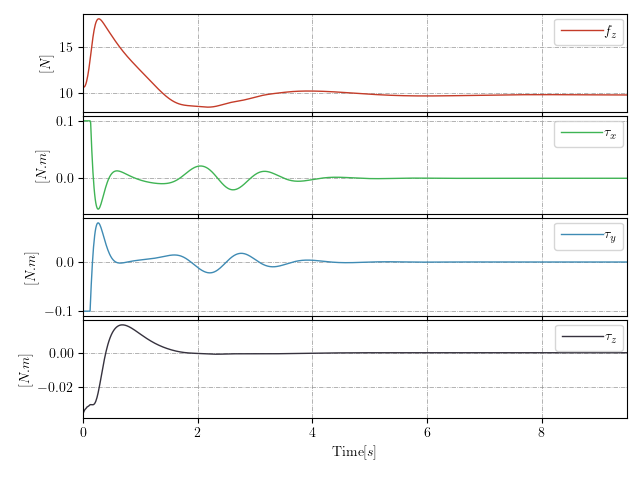 15
10
[N]
f_z
0.1
0.0
[N.m]
τ_x
0.0
−0.1
[N.m]
τ_y
0.00
−0.02
[N.m]
τ_z
0 2 4 6 8
Time[s]